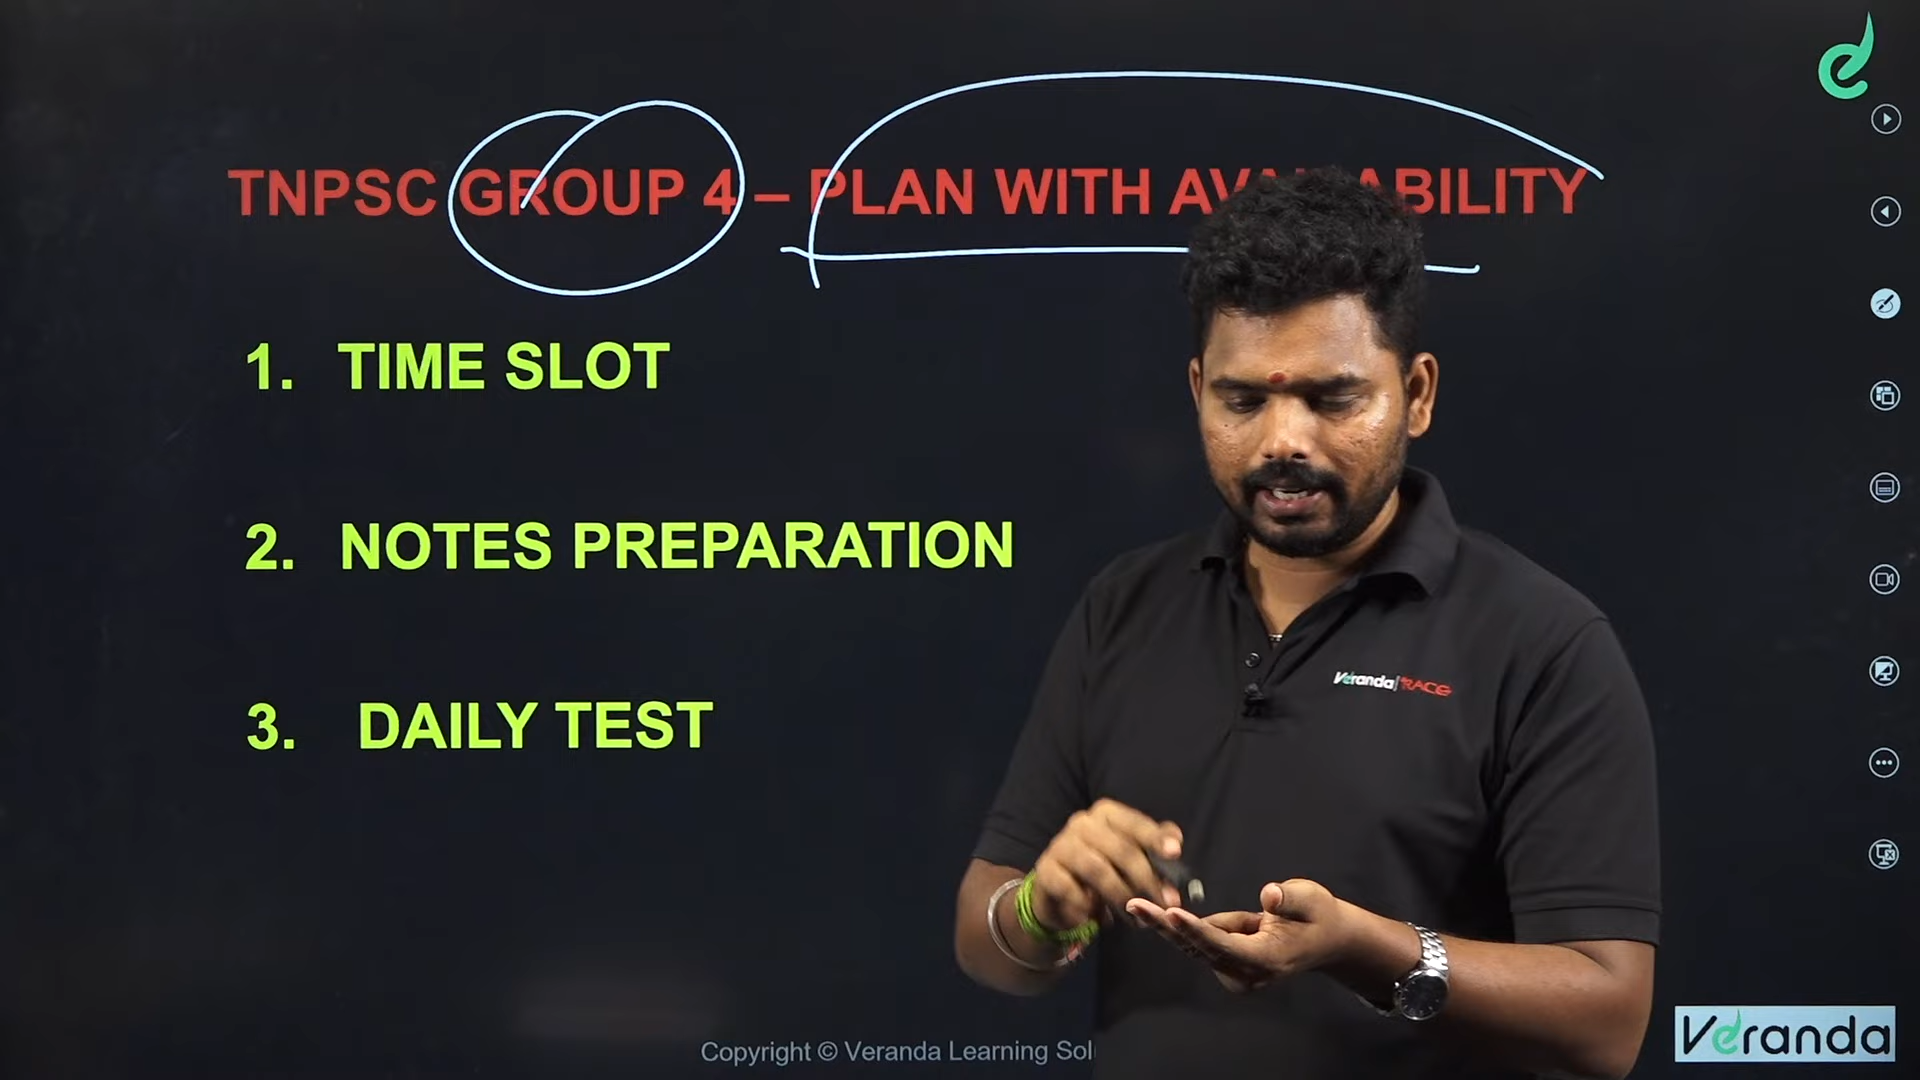 TNPSC GROUP 4 – PLAN WITH AVAILABILITY
1. TIME SLOT
2. NOTES PREPARATION
3. DAILY TEST
Veranda RACE
Copyright © Veranda Learning Sol
Veranda